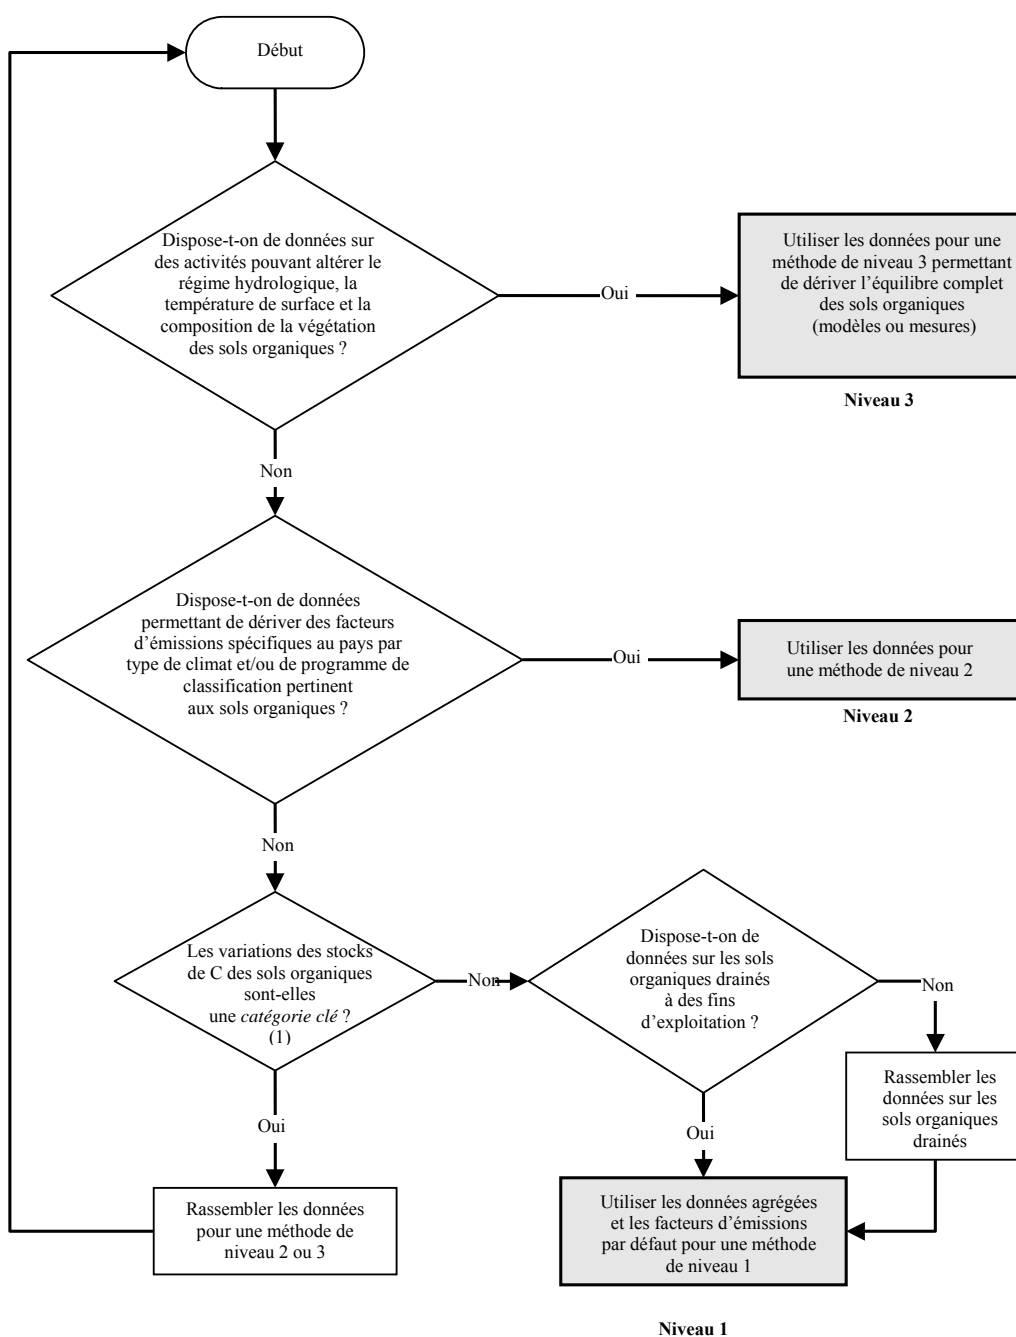 Début
Dispose-t-on de données sur
des activités pouvant altérer le
régime hydrologique, la
température de surface et la
composition de la végétation
des sols organiques ?
Oui
Utiliser les données pour une
méthode de niveau 3 permettant
de dériver l'équilibre complet
des sols organiques
(modèles ou mesures)
Niveau 3
Non
Dispose-t-on de données
permettant de dériver des facteurs
d'émissions spécifiques au pays par
type de climat et/ou de programme de
classification pertinent
aux sols organiques ?
Oui
Utiliser les données pour
une méthode de niveau 2
Niveau 2
Non
Les variations des stocks
de C des sols organiques
sont-elles
une catégorie clé ?
(1)
Non
Dispose-t-on de
données sur les sols
organiques drainés
à des fins
d'exploitation ?
Non
Rassembler les
données sur les
sols organiques
drainés
Oui
Oui
Rassembler les données
pour une méthode de
niveau 2 ou 3
Utiliser les données agrégées
et les facteurs d'émissions
par défaut pour une méthode
de niveau 1
Niveau 1